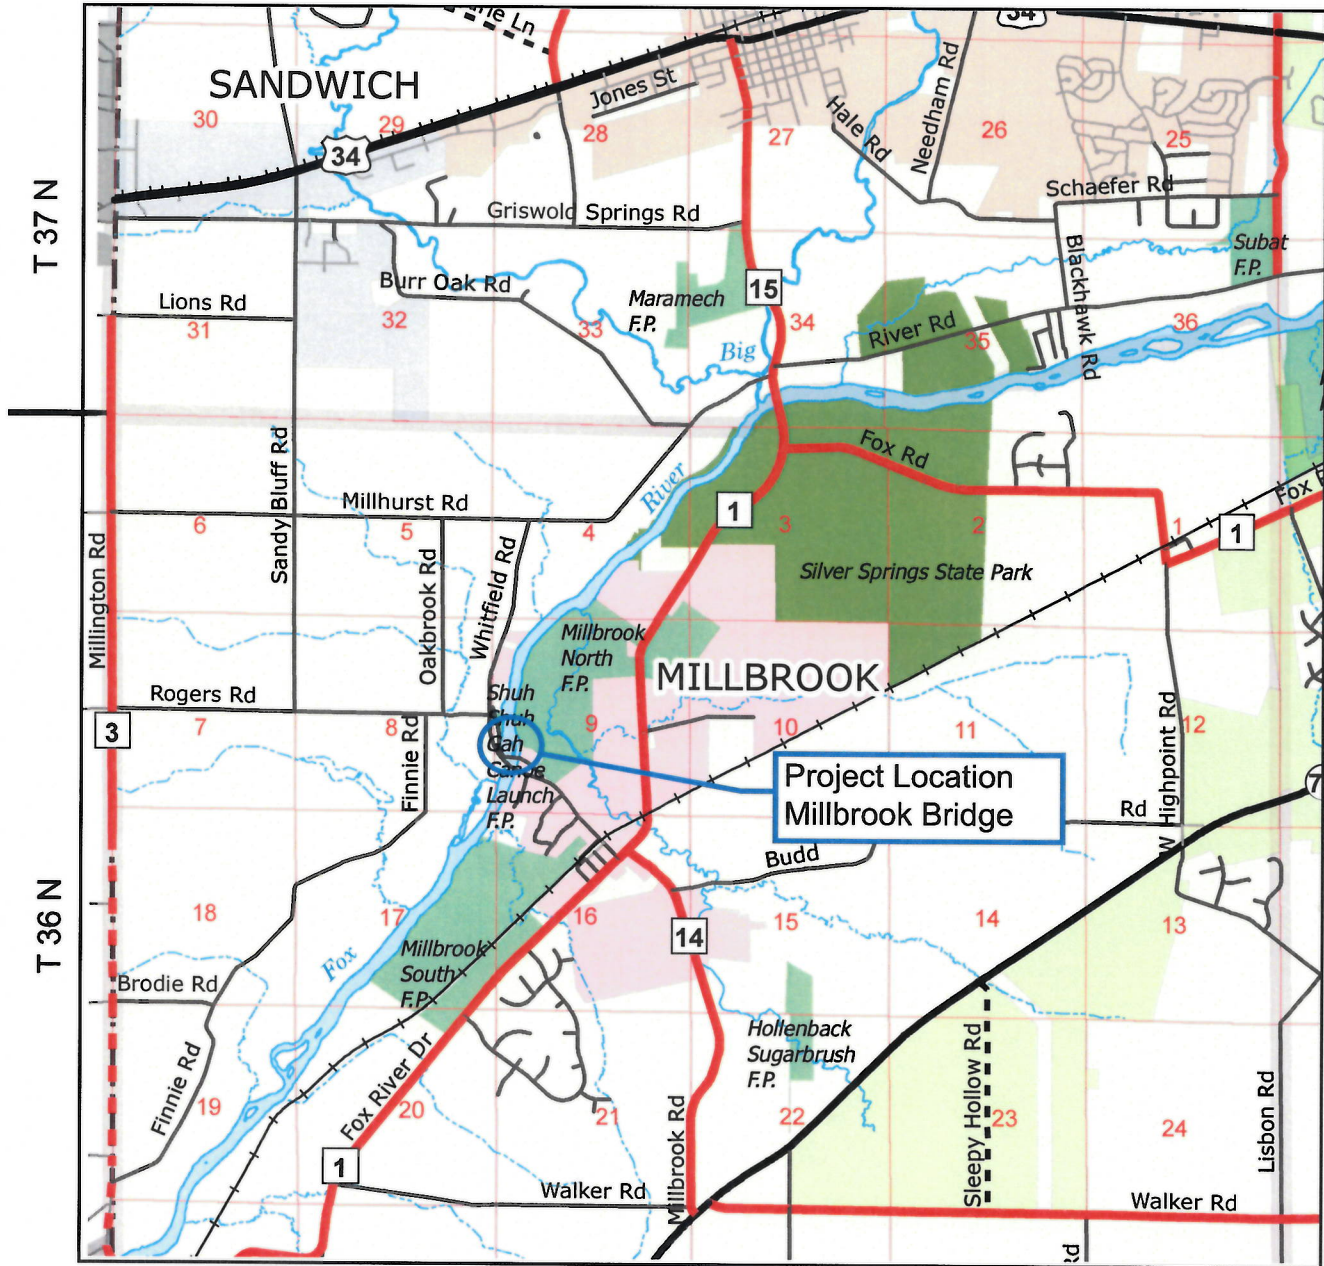 ne Ln
34
SANDWICH
Jones St
30
29
28
27
26
25
Hale Rd
Needham Rd
34
T 37 N
Schaefer Rd
Griswold Springs Rd
Blackhawk Rd
Subat
F.P.
Burr Oak Rd
Lions Rd
Maramech
F.P.
15
31
32
33
34
River Rd
35
36
Big
Sandy Bluff Rd
Fox Rd
River
Millhurst Rd
1
Fox
6
5
4
3
2
1
1
Millington Rd
Oakbrook Rd
Whitfield Rd
Silver Springs State Park
Millbrook
North
F.P.
MILLBROOK
Rogers Rd
Shuh
Shuh
Gah
Canoe
Launch
F.P.
7
8
9
10
11
12
3
Finnie Rd
W Highpoint Rd
Project Location
Millbrook Bridge
7
Rd
Budd
T 36 N
18
17
16
15
14
13
14
Fox
Millbrook
South
F.P.
Brodie Rd
Hollenback
Sugarbrush
F.P.
Finnie Rd
Fox River Dr
Sleepy Hollow Rd
19
20
21
22
23
24
Millbrook Rd
Lisbon Rd
1
Walker Rd
Walker Rd
Rd